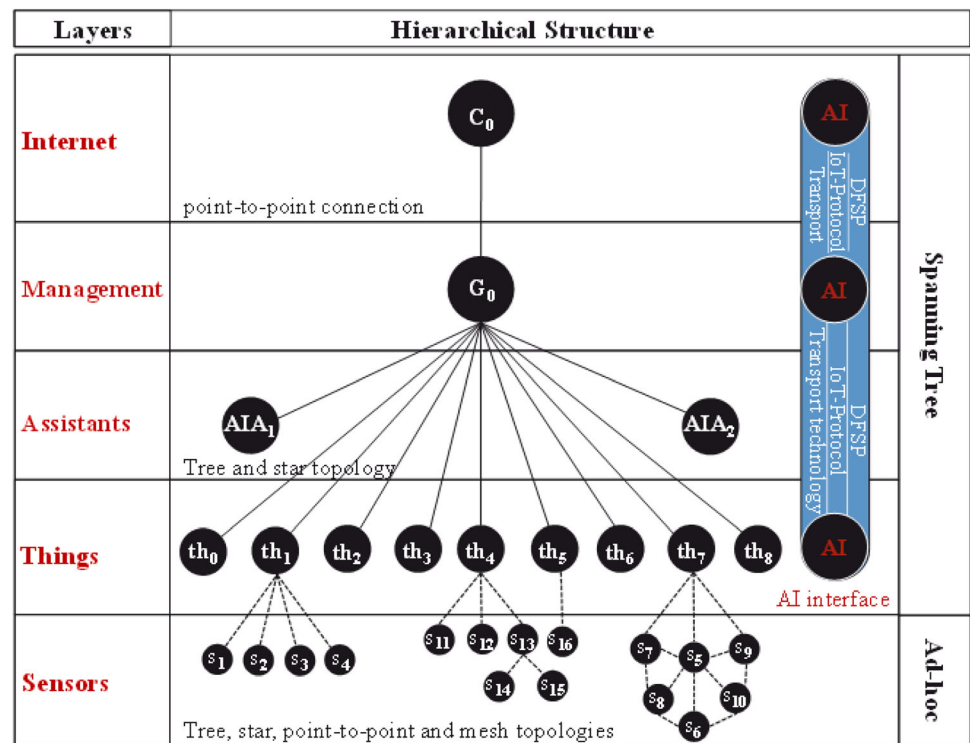 Layers
Hierarchical Structure
Internet
C₀
AI
point-to-point connection
DFSP
IoT-Protocol
Transport
Management
G₀
AI
Spanning Tree
Assistants
AIA₁
AIA₂
Tree and star topology
DFSP
IoT-Protocol
Transport technology
Things
th₀ th₁ th₂ th₃ th₄ th₅ th₆ th₇ th₈
AI
AI interface
Sensors
s₁ s₂ s₃ s₄
s₁₁ s₁₂ s₁₃ s₁₆
s₁₄ s₁₅
s₇ s₅ s₉
s₈ s₁₀
s₆
Tree, star, point-to-point and mesh topologies
Ad-hoc